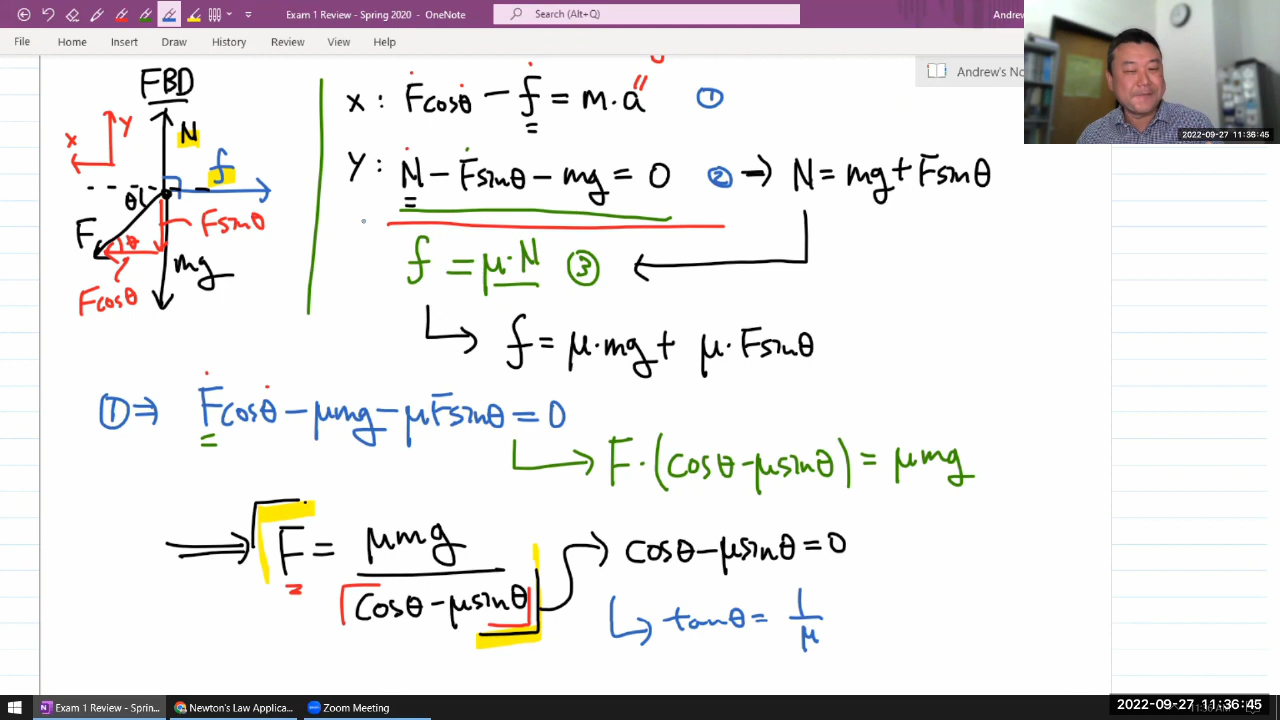 Exam 1 Review - Spring 2020 - OneNote
Search (Alt+Q)
Andrew
File Home Insert Draw History Review View Help
Andrew's No
2022-09-27 11:36:45
FBD
N
Y
X
f
θ
F
θ
Fsinθ
mg
Fcosθ
X : Fcosθ - f = m·a ①
Y : N - Fsinθ - mg = 0 ② → N = mg + Fsinθ
f = μ·N ③
f = μ·mg + μ·Fsinθ
① ⇒ Fcosθ - μmg - μFsinθ = 0
F·(cosθ - μsinθ) = μmg
F = μmg / cosθ - μsinθ
cosθ - μsinθ = 0
tanθ = 1/μ
Exam 1 Review - Sprin...
Newton's Law Applica...
Zoom Meeting
2022-09-27 11:36:45